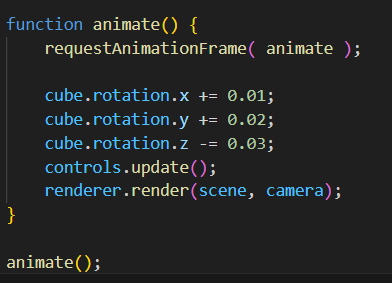 function animate() {
    requestAnimationFrame( animate );

    cube.rotation.x += 0.01;
    cube.rotation.y += 0.02;
    cube.rotation.z -= 0.03;
    controls.update();
    renderer.render(scene, camera);
}

animate();